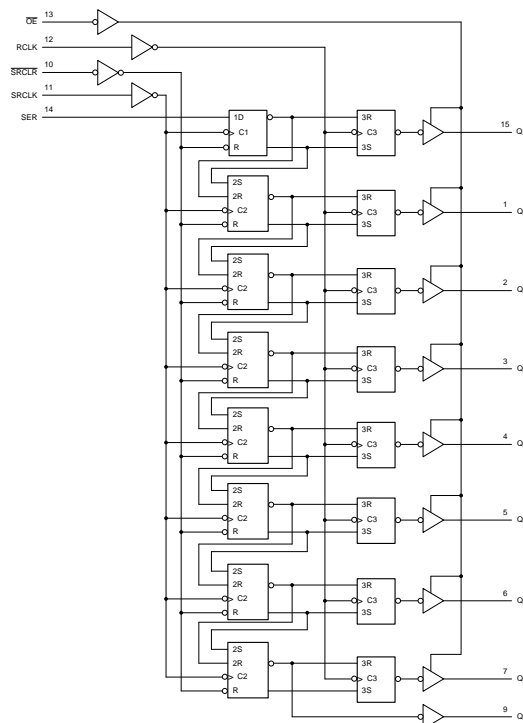 OE 13
RCLK 12
SRCLR 10
SRCLK 11
SER 14
1D C1 R
3R C3 3S
15 Q
2S 2R C2 R
3R C3 3S
1 Q
2S 2R C2 R
3R C3 3S
2 Q
2S 2R C2 R
3R C3 3S
3 Q
2S 2R C2 R
3R C3 3S
4 Q
2S 2R C2 R
3R C3 3S
5 Q
2S 2R C2 R
3R C3 3S
6 Q
2S 2R C2 R
3R C3 3S
7 Q
9 Q